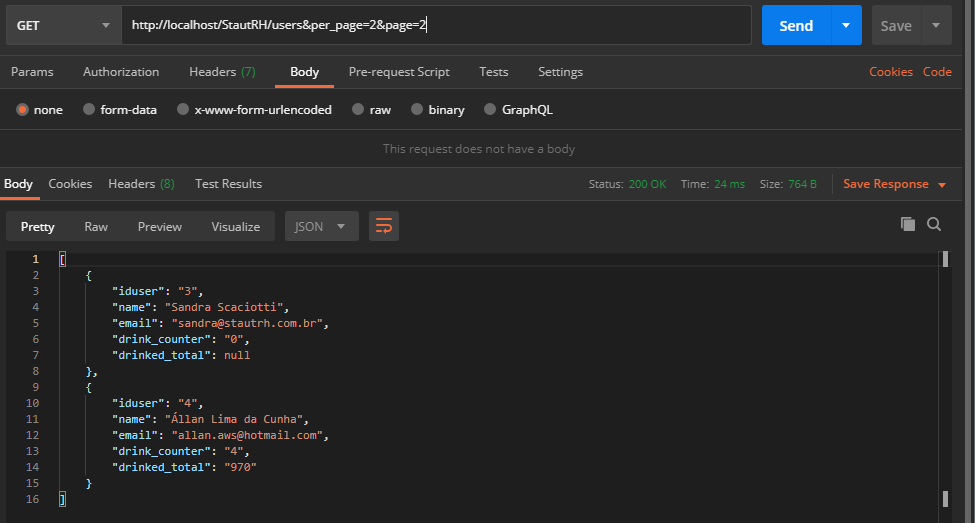 GET http://localhost/StautRH/users&per_page=2&page=2 Send Save
Params Authorization Headers (7) Body Pre-request Script Tests Settings Cookies Code
none form-data x-www-form-urlencoded raw binary GraphQL
This request does not have a body
Body Cookies Headers (8) Test Results Status: 200 OK Time: 24 ms Size: 764 B Save Response
Pretty Raw Preview Visualize JSON
1 [
2 {
3 "iduser": "3",
4 "name": "Sandra Scaciotti",
5 "email": "sandra@stautrh.com.br",
6 "drink_counter": "0",
7 "drinked_total": null
8 },
9 {
10 "iduser": "4",
11 "name": "Állan Lima da Cunha",
12 "email": "allan.aws@hotmail.com",
13 "drink_counter": "4",
14 "drinked_total": "970"
15 }
16 ]